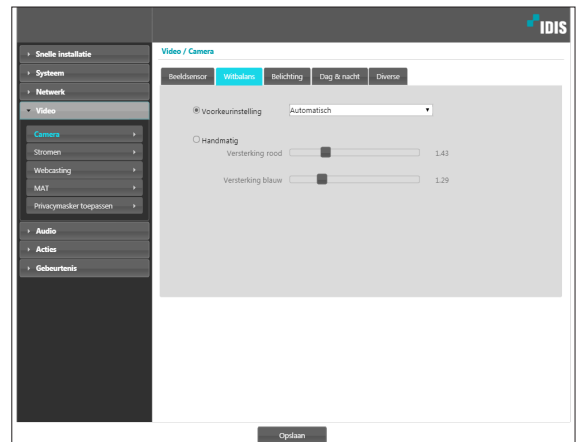 IDIS
Snelle installatie
Systeem
Netwerk
Video
Camera
Stromen
Webcasting
MAT
Privacymasker toepassen
Audio
Acties
Gebeurtenis
Video / Camera
Beeldsensor Witbalans Belichting Dag & nacht Diverse
Voorkeurinstelling Automatisch
Handmatig
Versterking rood 1.43
Versterking blauw 1.29
Opslaan